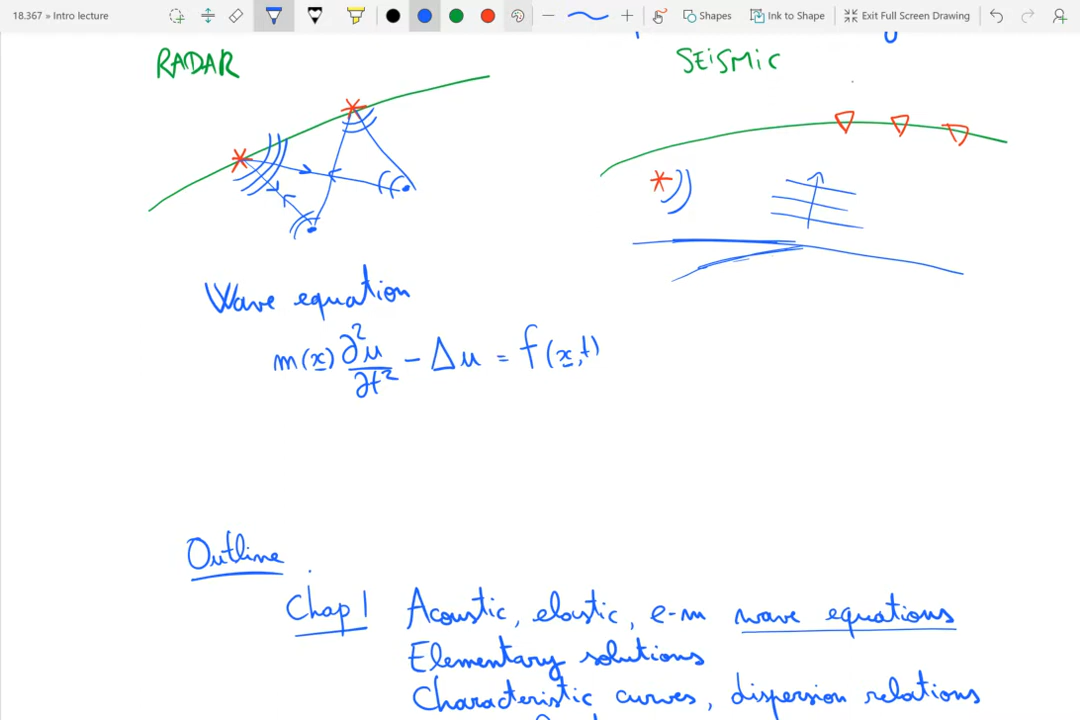 18.367 » Intro lecture
Shapes
Ink to Shape
Exit Full Screen Drawing
RADAR
SEISMIC
Wave equation
m(x) ∂²u/∂t² − Δu = f(x,t)
Outline
Chap 1 Acoustic, elastic, e-m wave equations
Elementary solutions
Characteristic curves, dispersion relations